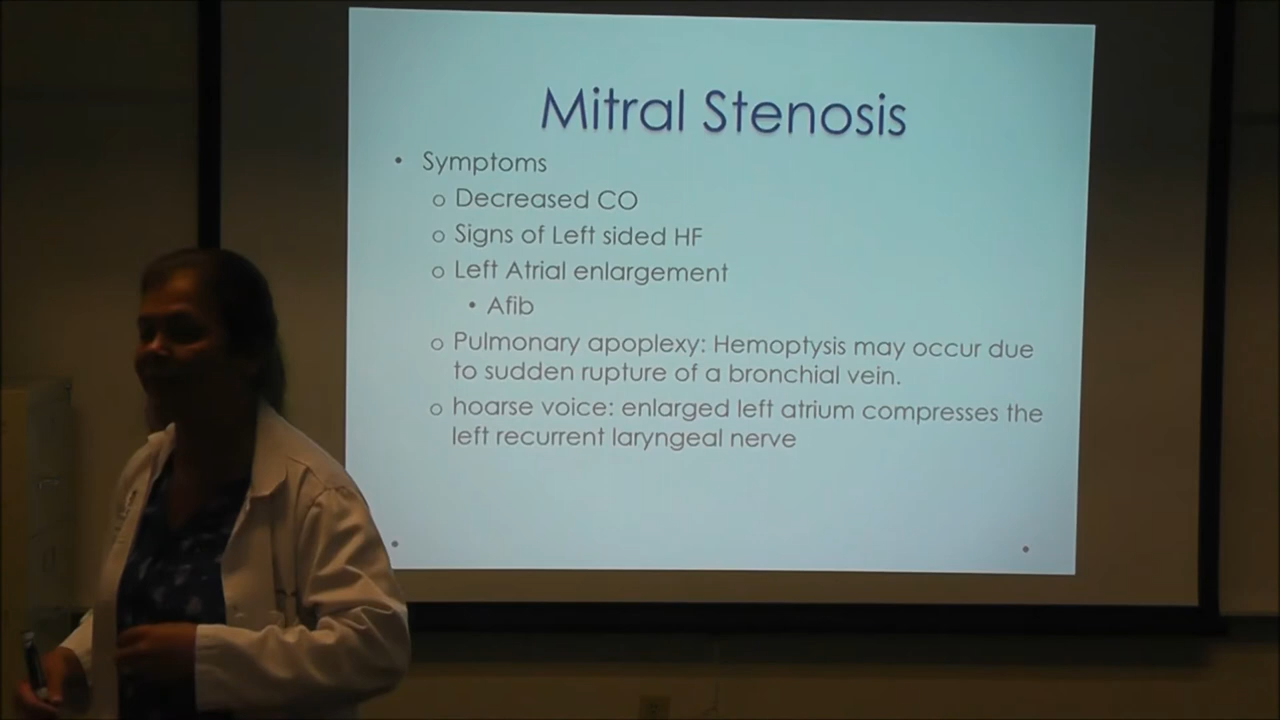 Mitral Stenosis
• Symptoms
o Decreased CO
o Signs of Left sided HF
o Left Atrial enlargement
• Afib
o Pulmonary apoplexy: Hemoptysis may occur due
to sudden rupture of a bronchial vein.
o hoarse voice: enlarged left atrium compresses the
left recurrent laryngeal nerve